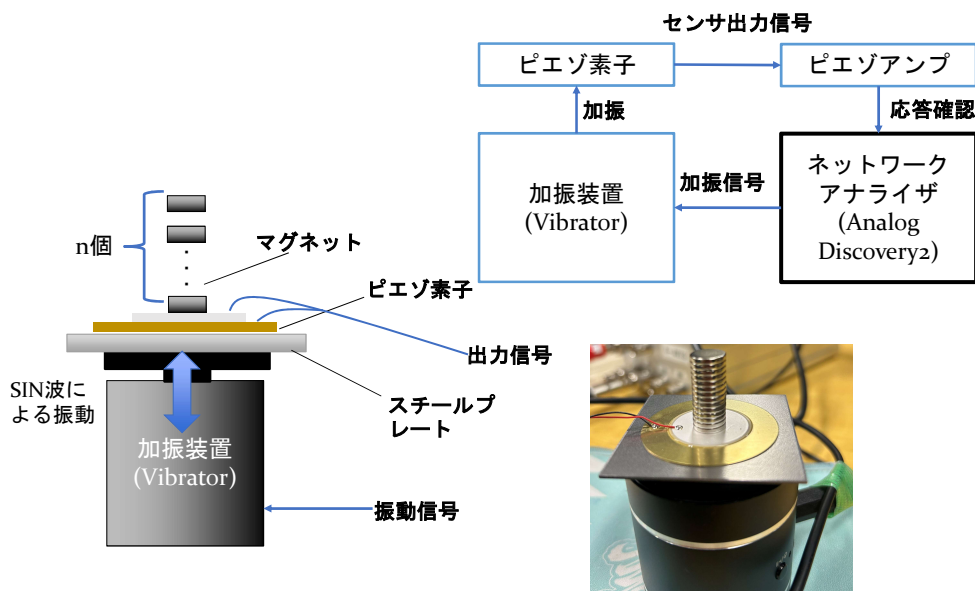 センサ出力信号
ピエゾ素子
ピエゾアンプ
加振
応答確認
加振装置
(Vibrator)
加振信号
ネットワーク
アナライザ
(Analog
Discovery2)
n個
マグネット
ピエゾ素子
出力信号
SIN波に
よる振動
スチールプ
レート
加振装置
(Vibrator)
振動信号